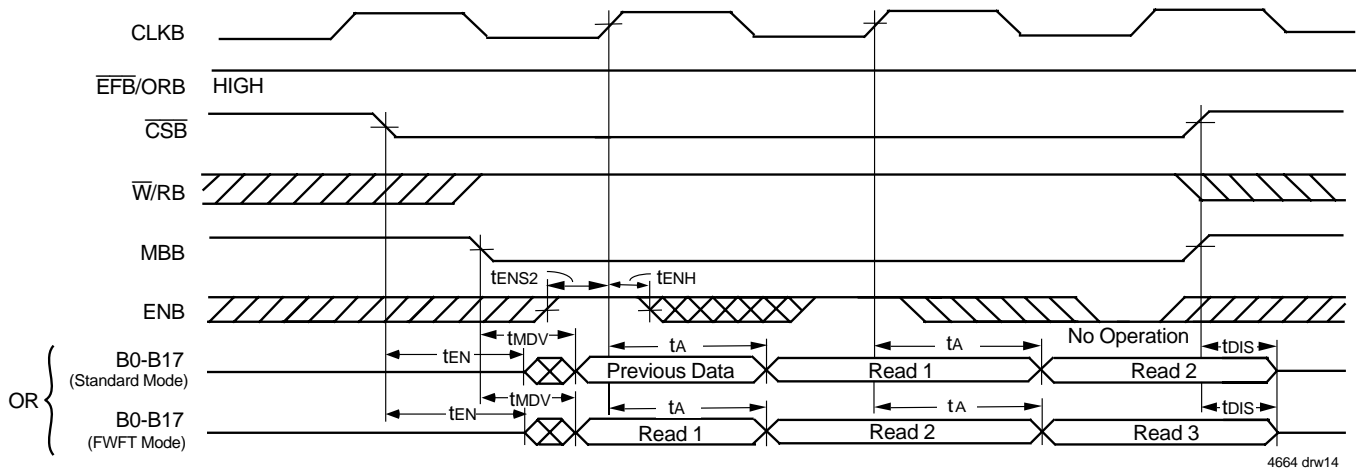 CLKB
EFB/ORB HIGH
CSB
W/RB
MBB
tENS2 tENH
ENB
No Operation
tMDV
tEN tA tA tDIS
B0-B17
(Standard Mode)
Previous Data Read 1 Read 2
OR
tMDV
tEN tA tA tDIS
B0-B17
(FWFT Mode)
Read 1 Read 2 Read 3
4664 drw14